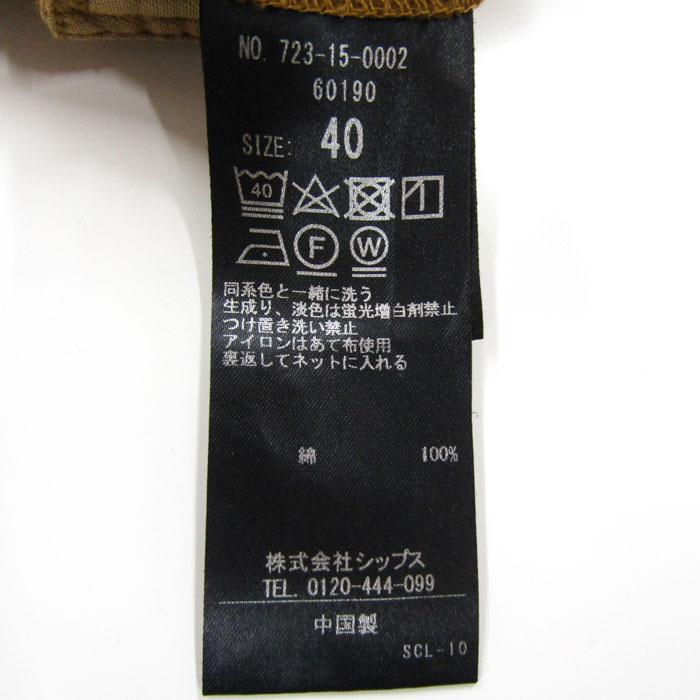 NO. 723-15-0002
60190
SIZE: 40
40
F W
同系色と一緒に洗う
生成り、淡色は蛍光増白剤禁止
つけ置き洗い禁止
アイロンはあて布使用
裏返してネットに入れる
綿 100%
株式会社シップス
TEL. 0120-444-099
中国製
SCL-10